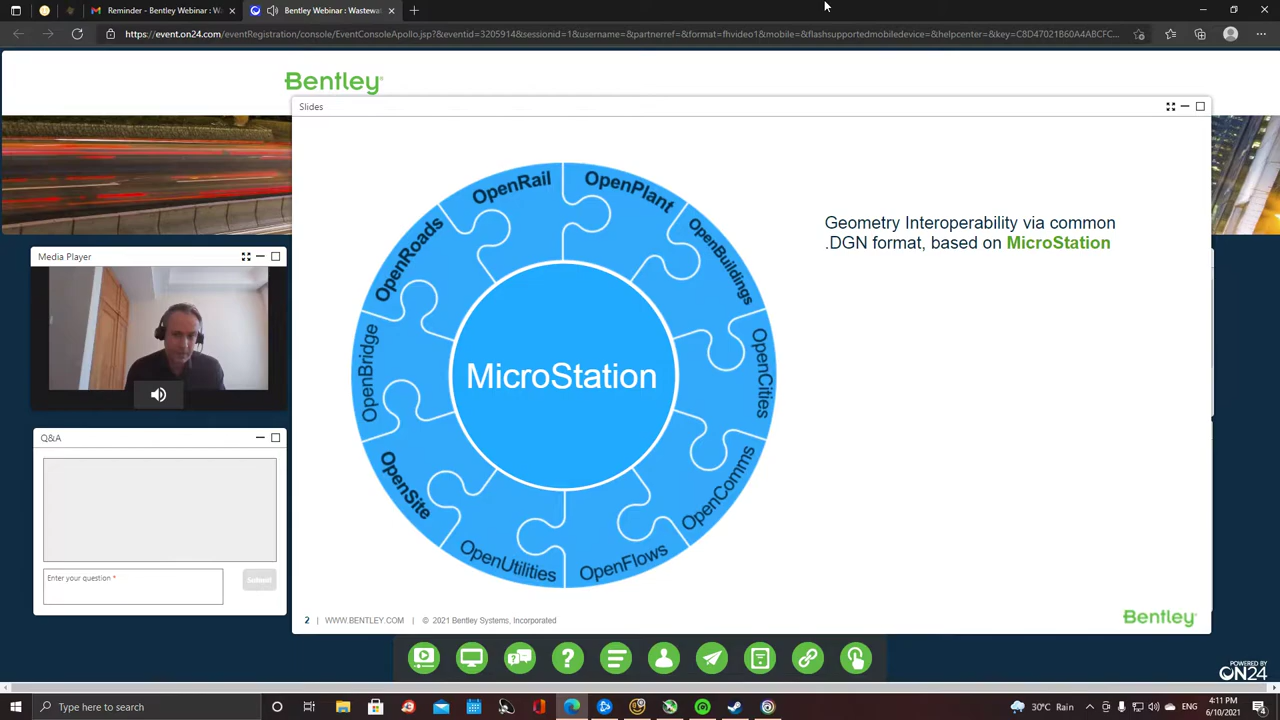 Reminder - Bentley Webinar : W
Bentley Webinar : Wastewat
https://event.on24.com/eventRegistration/console/EventConsoleApollo.jsp?&eventid=3205914&sessionid=1&username=&partnerref=&format=fhvideo1&mobile=&flashsupportedmobiledevice=&helpcenter=&key=C8D47021B60A4ABCFC...
Bentley
Slides
Media Player
Q&A
Enter your question *
Submit
OpenRail
OpenPlant
OpenBuildings
OpenCities
OpenComms
OpenFlows
OpenUtilities
OpenSite
OpenBridge
OpenRoads
MicroStation
Geometry Interoperability via common
.DGN format, based on MicroStation
2 | WWW.BENTLEY.COM | © 2021 Bentley Systems, Incorporated
Bentley
POWERED BY
ON24
Type here to search
30°C Rain
4:11 PM
6/10/2021